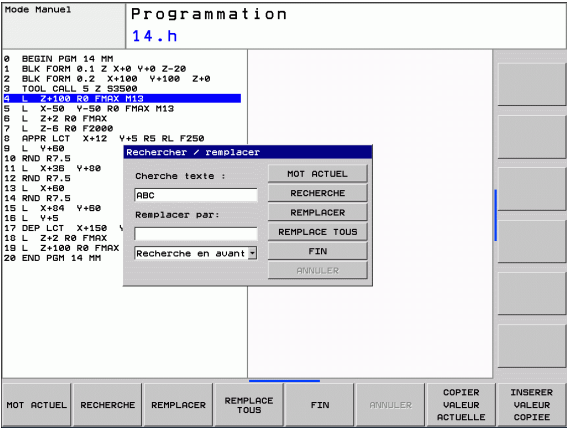 Mode Manuel
Programmation
14.h
0 BEGIN PGM 14 MM
1 BLK FORM 0.1 Z X+0 Y+0 Z-20
2 BLK FORM 0.2 X+100 Y+100 Z+0
3 TOOL CALL 5 Z S3500
4 L Z+100 R0 FMAX M13
5 L X-50 Y-50 R0 FMAX M13
6 L Z+2 R0 FMAX
7 L Z-6 R0 F2000
8 APPR LCT X+12 Y+5 R5 RL F250
9 L Y+60
10 RND R7.5
11 L X+36 Y+80
12 RND R7.5
13 L X+60
14 RND R7.5
15 L X+84 Y+60
16 L Y+5
17 DEP LCT X+150
18 L Z+2 R0 FMAX
19 L Z+100 R0 FMAX
20 END PGM 14 MM
Rechercher / remplacer
Cherche texte :
ABC
Remplacer par:
Recherche en avant
MOT ACTUEL
RECHERCHE
REMPLACER
REMPLACE TOUS
FIN
ANNULER
MOT ACTUEL
RECHERCHE
REMPLACER
REMPLACE
TOUS
FIN
ANNULER
COPIER
VALEUR
ACTUELLE
INSERER
VALEUR
COPIEE